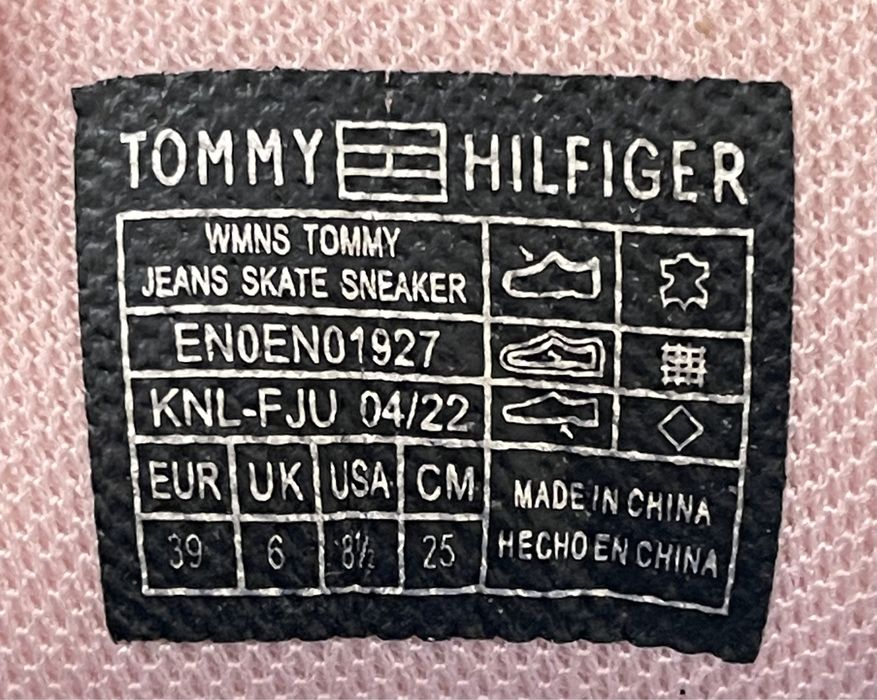 TOMMY HILFIGER
WMNS TOMMY
JEANS SKATE SNEAKER
EN0EN01927
KNL-FJU 04/22
EUR UK USA CM
39 6 8½ 25
MADE IN CHINA
HECHO EN CHINA